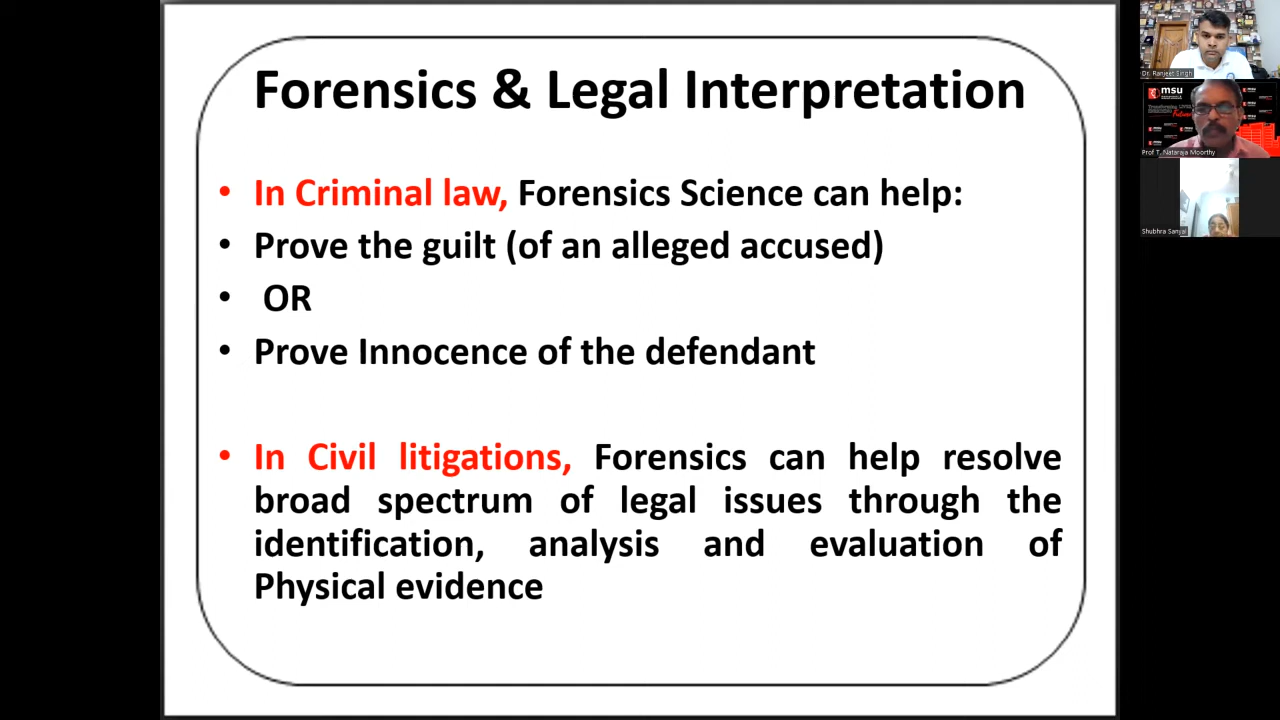 Forensics & Legal Interpretation
• In Criminal law, Forensics Science can help:
• Prove the guilt (of an alleged accused)
• OR
• Prove Innocence of the defendant
• In Civil litigations, Forensics can help resolve
broad spectrum of legal issues through the
identification, analysis and evaluation of
Physical evidence
Dr. Ranjeet Singh
msu
Prof T. Nataraja Moorthy
Shubhra Sanyal